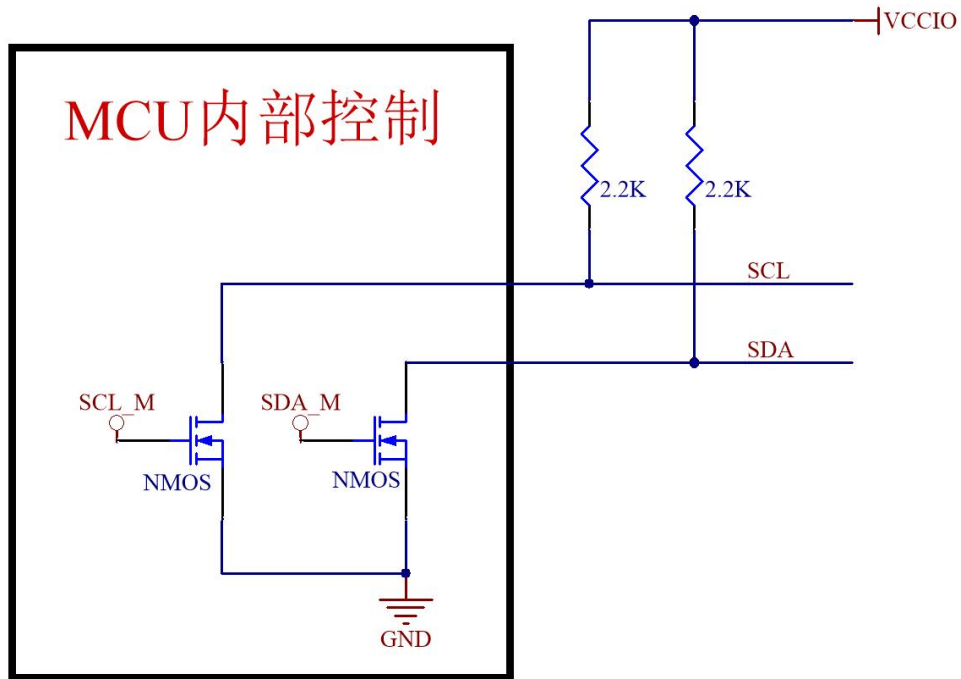 VCCIO
MCU内部控制
2.2K
2.2K
SCL
SDA
SCL_M
SDA_M
NMOS
NMOS
GND